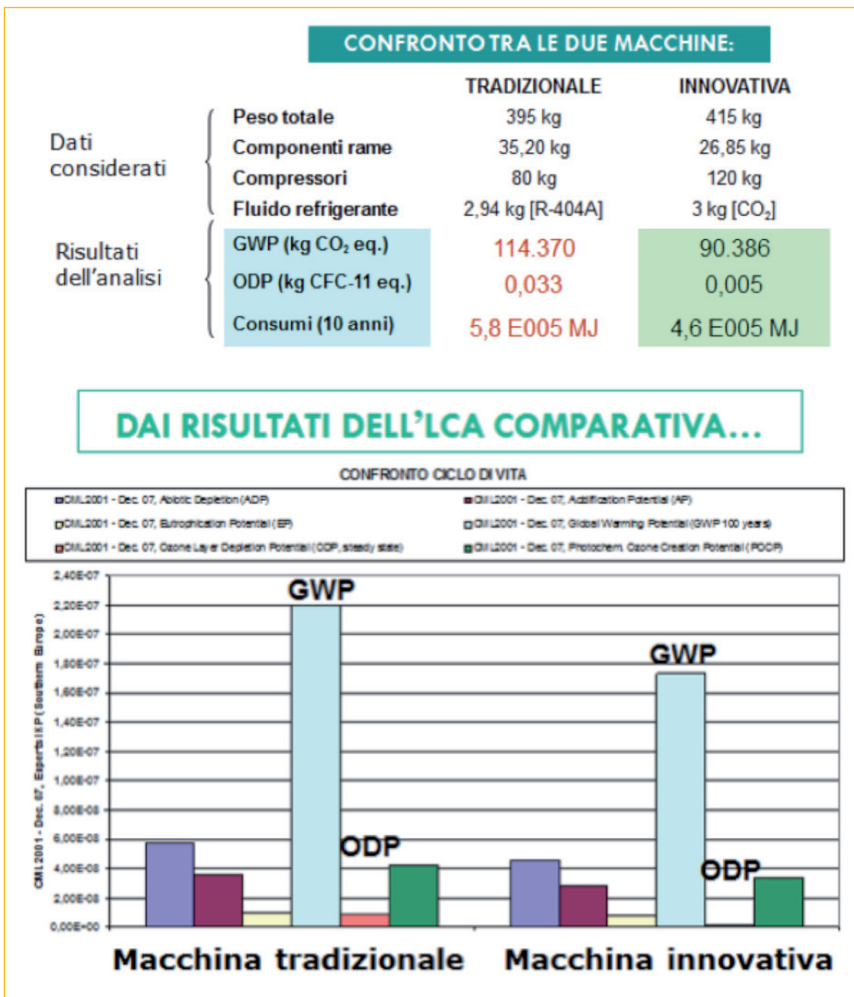 CONFRONTO TRA LE DUE MACCHINE:
TRADIZIONALE INNOVATIVA
Dati considerati
Peso totale 395 kg 415 kg
Componenti rame 35,20 kg 26,85 kg
Compressori 80 kg 120 kg
Fluido refrigerante 2,94 kg [R-404A] 3 kg [CO₂]
Risultati dell'analisi
GWP (kg CO₂ eq.) 114.370 90.386
ODP (kg CFC-11 eq.) 0,033 0,005
Consumi (10 anni) 5,8 E005 MJ 4,6 E005 MJ
DAI RISULTATI DELL'LCA COMPARATIVA...
CONFRONTO CICLO DI VITA
CML2001 - Dec. 07, Abiotic Depletion (ADP) CML2001 - Dec. 07, Acidification Potential (AP)
CML2001 - Dec. 07, Eutrophication Potential (EP) CML2001 - Dec. 07, Global Warming Potential (GWP 100 years)
CML2001 - Dec. 07, Ozone Layer Depletion Potential (ODP, steady state) CML2001 - Dec. 07, Photochem. Ozone Creation Potential (POCP)
CML2001 - Dec. 07, Experts IKP (Southern Europe)
2,40E-07
2,20E-07
2,00E-07
1,80E-07
1,60E-07
1,40E-07
1,20E-07
1,00E-07
8,00E-08
6,00E-08
4,00E-08
2,00E-08
0,00E+00
GWP
ODP
GWP
ODP
Macchina tradizionale Macchina innovativa